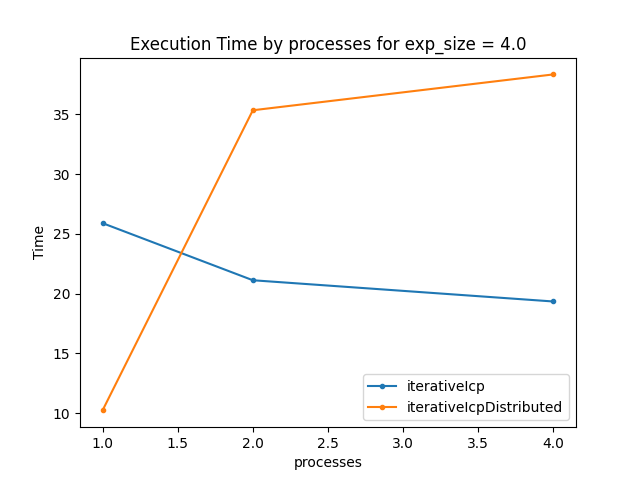 Execution Time by processes for exp_size = 4.0
Time
35
30
25
20
15
10
1.0 1.5 2.0 2.5 3.0 3.5 4.0
processes
iterativeIcp
iterativeIcpDistributed